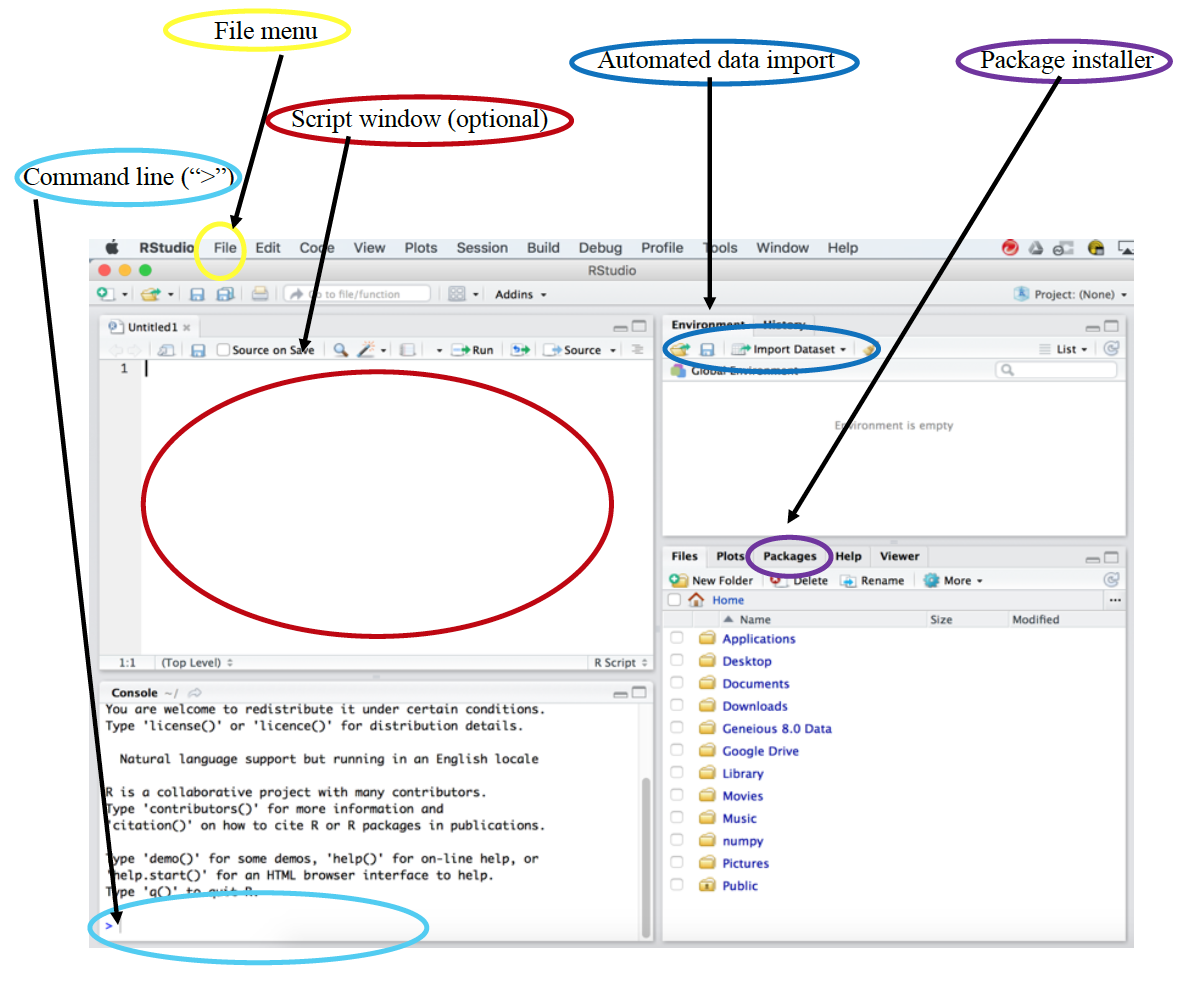 File menu
Automated data import
Package installer
Script window (optional)
Command line (“>”)
RStudio File Edit Code View Plots Session Build Debug Profile Tools Window Help
RStudio
Go to file/function Addins Project: (None)
Untitled1
Source on Save Run Source
1
1:1 (Top Level) R Script
Console ~/
You are welcome to redistribute it under certain conditions.
Type 'license()' or 'licence()' for distribution details.
Natural language support but running in an English locale
R is a collaborative project with many contributors.
Type 'contributors()' for more information and
'citation()' on how to cite R or R packages in publications.
Type 'demo()' for some demos, 'help()' for on-line help, or
'help.start()' for an HTML browser interface to help.
Type 'q()' to quit R.
>
Environment History
Import Dataset List
Global Environment
Environment is empty
Files Plots Packages Help Viewer
New Folder Delete Rename More
Home ...
Name Size Modified
Applications
Desktop
Documents
Downloads
Geneious 8.0 Data
Google Drive
Library
Movies
Music
numpy
Pictures
Public